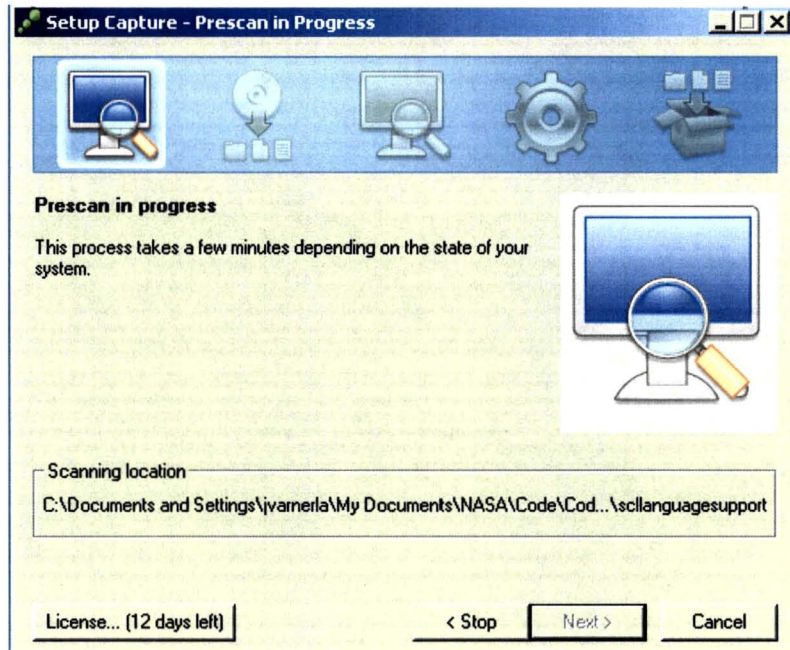 Setup Capture - Prescan in Progress
Prescan in progress
This process takes a few minutes depending on the state of your
system.
Scanning location
C:\Documents and Settings\jvarnerla\My Documents\NASA\Code\Cod...\scllanguagesupport
License... (12 days left)
< Stop
Next >
Cancel